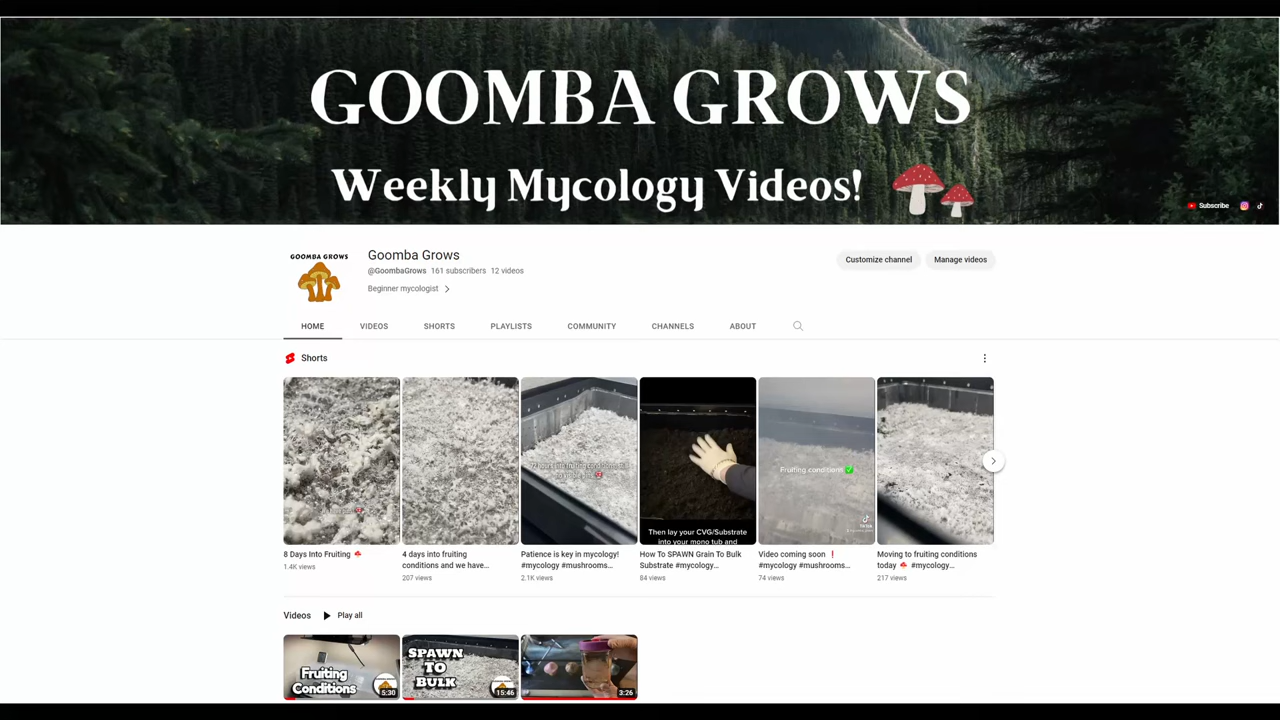 GOOMBA GROWS
Weekly Mycology Videos!
Subscribe
GOOMBA GROWS
Goomba Grows
@GoombaGrows 161 subscribers 12 videos
Beginner mycologist
Customize channel
Manage videos
HOME
VIDEOS
SHORTS
PLAYLISTS
COMMUNITY
CHANNELS
ABOUT
Shorts
Then lay your CVG/Substrate
into your mono tub and
Fruiting conditions
TikTok
8 Days Into Fruiting
1.4K views
4 days into fruiting
conditions and we have...
207 views
Patience is key in mycology!
#mycology #mushrooms...
2.1K views
How To SPAWN Grain To Bulk
Substrate #mycology...
84 views
Video coming soon ❗
#mycology #mushrooms...
74 views
Moving to fruiting conditions
today 🍄 #mycology...
217 views
Videos
Play all
Fruiting
Conditions
5:30
SPAWN
TO
BULK
15:46
3:26